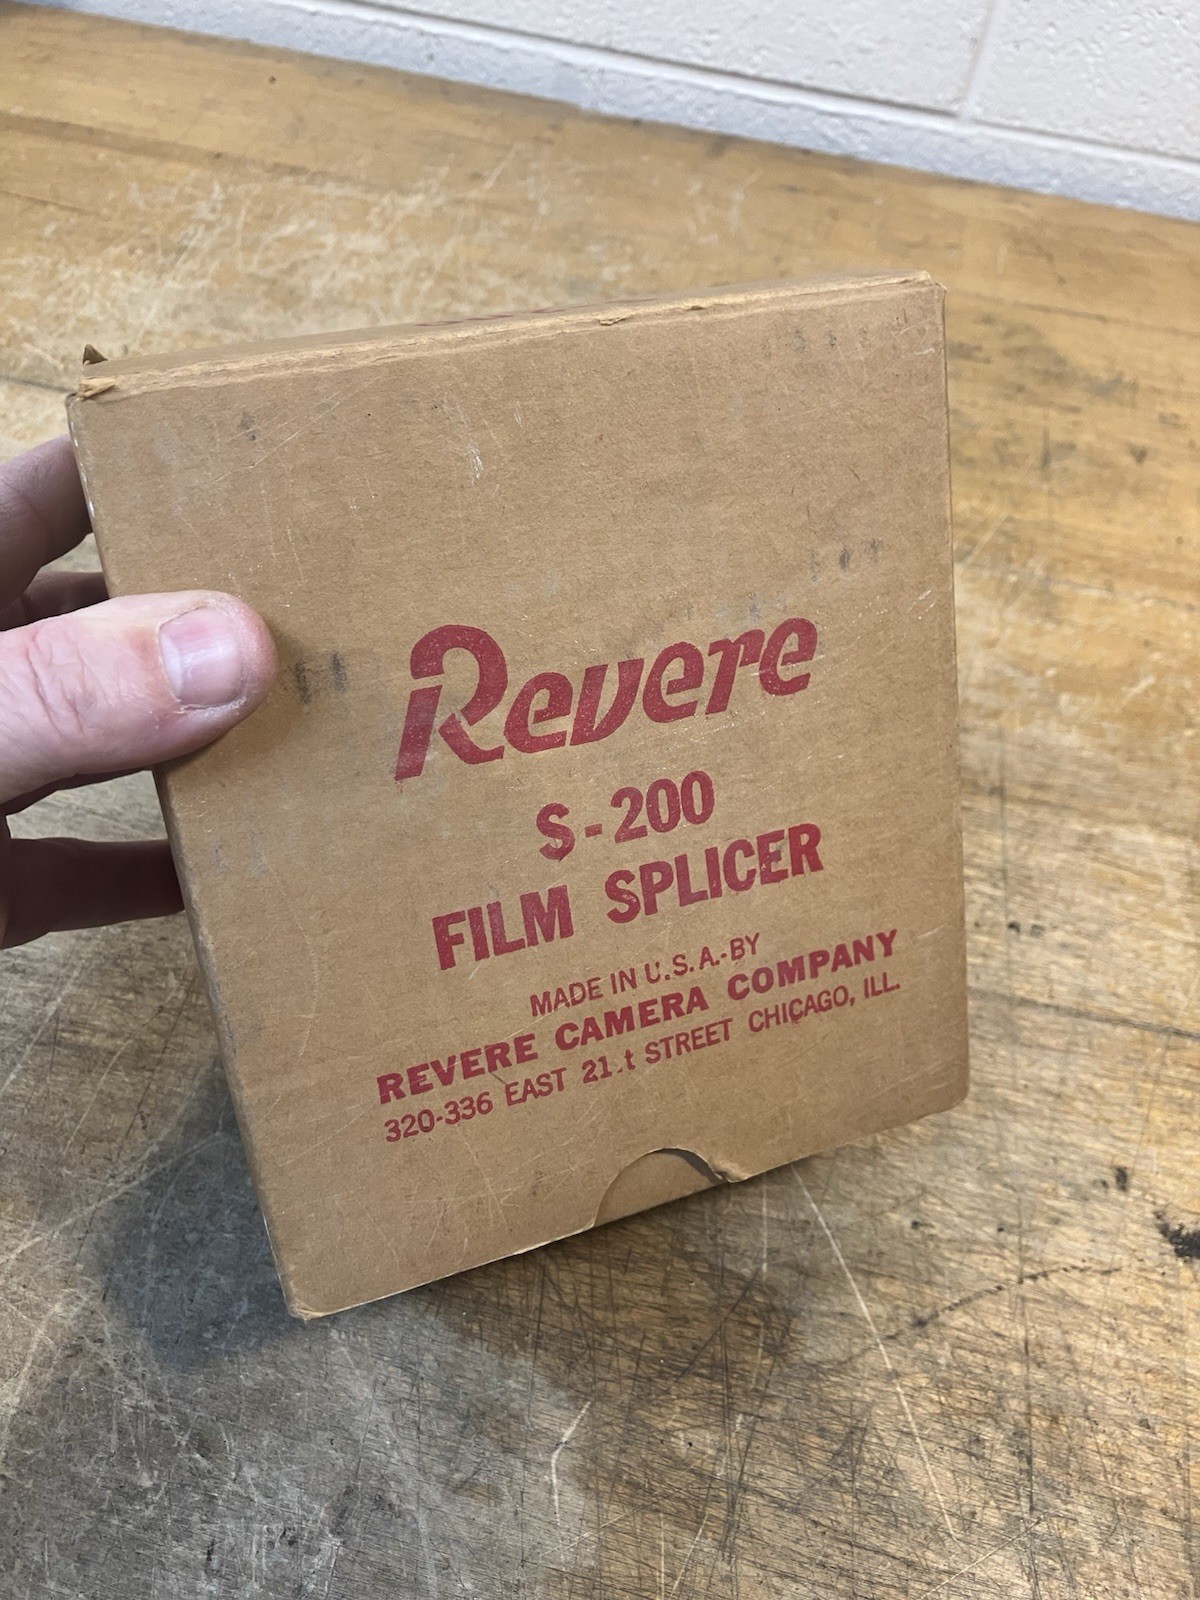 Revere
S-200
FILM SPLICER
MADE IN U.S.A.-BY
REVERE CAMERA COMPANY
320-336 EAST 21.t STREET CHICAGO, ILL.